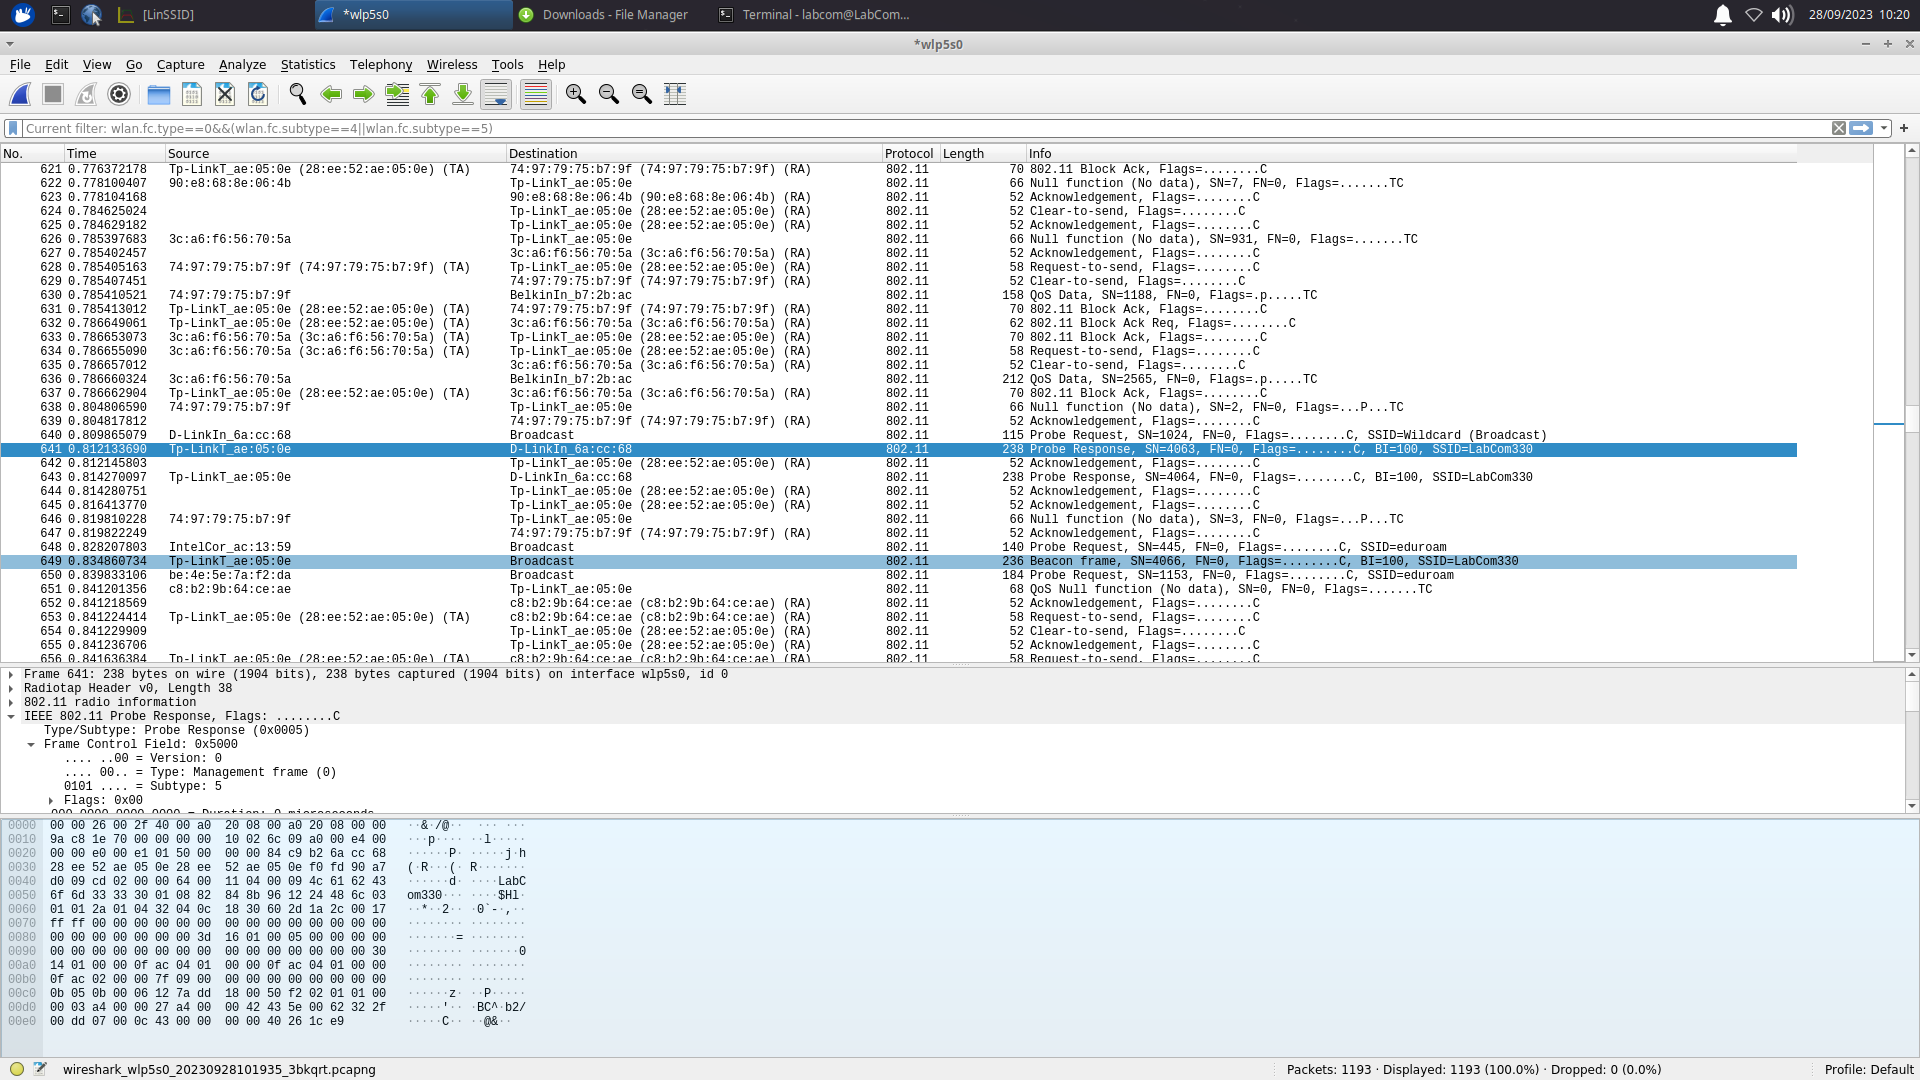 [LinSSID]
*wlp5s0
Downloads - File Manager
Terminal - labcom@LabCom...
28/09/2023 10:20
*wlp5s0
File Edit View Go Capture Analyze Statistics Telephony Wireless Tools Help
Current filter: wlan.fc.type==0&&(wlan.fc.subtype==4||wlan.fc.subtype==5)
No. Time Source Destination Protocol Length Info
621 0.776372178 Tp-LinkT_ae:05:0e (28:ee:52:ae:05:0e) (TA) 74:97:79:75:b7:9f (74:97:79:75:b7:9f) (RA) 802.11 70 802.11 Block Ack, Flags=........C
622 0.778100407 90:e8:68:8e:06:4b Tp-LinkT_ae:05:0e 802.11 66 Null function (No data), SN=7, FN=0, Flags=.......TC
623 0.778104168 90:e8:68:8e:06:4b (90:e8:68:8e:06:4b) (RA) 802.11 52 Acknowledgement, Flags=........C
624 0.784625024 Tp-LinkT_ae:05:0e (28:ee:52:ae:05:0e) (RA) 802.11 52 Clear-to-send, Flags=........C
625 0.784629182 Tp-LinkT_ae:05:0e (28:ee:52:ae:05:0e) (RA) 802.11 52 Acknowledgement, Flags=........C
626 0.785397683 3c:a6:f6:56:70:5a Tp-LinkT_ae:05:0e 802.11 66 Null function (No data), SN=931, FN=0, Flags=.......TC
627 0.785402457 3c:a6:f6:56:70:5a (3c:a6:f6:56:70:5a) (RA) 802.11 52 Acknowledgement, Flags=........C
628 0.785405163 74:97:79:75:b7:9f (74:97:79:75:b7:9f) (TA) Tp-LinkT_ae:05:0e (28:ee:52:ae:05:0e) (RA) 802.11 58 Request-to-send, Flags=........C
629 0.785407451 74:97:79:75:b7:9f (74:97:79:75:b7:9f) (RA) 802.11 52 Clear-to-send, Flags=........C
630 0.785410521 74:97:79:75:b7:9f BelkinIn_b7:2b:ac 802.11 158 QoS Data, SN=1188, FN=0, Flags=.p.....TC
631 0.785413012 Tp-LinkT_ae:05:0e (28:ee:52:ae:05:0e) (TA) 74:97:79:75:b7:9f (74:97:79:75:b7:9f) (RA) 802.11 70 802.11 Block Ack, Flags=........C
632 0.786649061 Tp-LinkT_ae:05:0e (28:ee:52:ae:05:0e) (TA) 3c:a6:f6:56:70:5a (3c:a6:f6:56:70:5a) (RA) 802.11 62 802.11 Block Ack Req, Flags=........C
633 0.786653073 3c:a6:f6:56:70:5a (3c:a6:f6:56:70:5a) (TA) Tp-LinkT_ae:05:0e (28:ee:52:ae:05:0e) (RA) 802.11 70 802.11 Block Ack, Flags=........C
634 0.786655090 3c:a6:f6:56:70:5a (3c:a6:f6:56:70:5a) (TA) Tp-LinkT_ae:05:0e (28:ee:52:ae:05:0e) (RA) 802.11 58 Request-to-send, Flags=........C
635 0.786657012 3c:a6:f6:56:70:5a (3c:a6:f6:56:70:5a) (RA) 802.11 52 Clear-to-send, Flags=........C
636 0.786660324 3c:a6:f6:56:70:5a BelkinIn_b7:2b:ac 802.11 212 QoS Data, SN=2565, FN=0, Flags=.p.....TC
637 0.786662904 Tp-LinkT_ae:05:0e (28:ee:52:ae:05:0e) (TA) 3c:a6:f6:56:70:5a (3c:a6:f6:56:70:5a) (RA) 802.11 70 802.11 Block Ack, Flags=........C
638 0.804806590 74:97:79:75:b7:9f Tp-LinkT_ae:05:0e 802.11 66 Null function (No data), SN=2, FN=0, Flags=...P...TC
639 0.804817812 74:97:79:75:b7:9f (74:97:79:75:b7:9f) (RA) 802.11 52 Acknowledgement, Flags=........C
640 0.809865079 D-LinkIn_6a:cc:68 Broadcast 802.11 115 Probe Request, SN=1024, FN=0, Flags=........C, SSID=Wildcard (Broadcast)
641 0.812133690 Tp-LinkT_ae:05:0e D-LinkIn_6a:cc:68 802.11 238 Probe Response, SN=4063, FN=0, Flags=........C, BI=100, SSID=LabCom330
642 0.812145803 Tp-LinkT_ae:05:0e (28:ee:52:ae:05:0e) (RA) 802.11 52 Acknowledgement, Flags=........C
643 0.814270097 Tp-LinkT_ae:05:0e D-LinkIn_6a:cc:68 802.11 238 Probe Response, SN=4064, FN=0, Flags=........C, BI=100, SSID=LabCom330
644 0.814280751 Tp-LinkT_ae:05:0e (28:ee:52:ae:05:0e) (RA) 802.11 52 Acknowledgement, Flags=........C
645 0.816413770 Tp-LinkT_ae:05:0e (28:ee:52:ae:05:0e) (RA) 802.11 52 Acknowledgement, Flags=........C
646 0.819810228 74:97:79:75:b7:9f Tp-LinkT_ae:05:0e 802.11 66 Null function (No data), SN=3, FN=0, Flags=...P...TC
647 0.819822249 74:97:79:75:b7:9f (74:97:79:75:b7:9f) (RA) 802.11 52 Acknowledgement, Flags=........C
648 0.828207803 IntelCor_ac:13:59 Broadcast 802.11 140 Probe Request, SN=445, FN=0, Flags=........C, SSID=eduroam
649 0.834860734 Tp-LinkT_ae:05:0e Broadcast 802.11 236 Beacon frame, SN=4066, FN=0, Flags=........C, BI=100, SSID=LabCom330
650 0.839833106 be:4e:5e:7a:f2:da Broadcast 802.11 184 Probe Request, SN=1153, FN=0, Flags=........C, SSID=eduroam
651 0.841201356 c8:b2:9b:64:ce:ae Tp-LinkT_ae:05:0e 802.11 68 QoS Null function (No data), SN=0, FN=0, Flags=.......TC
652 0.841218569 c8:b2:9b:64:ce:ae (c8:b2:9b:64:ce:ae) (RA) 802.11 52 Acknowledgement, Flags=........C
653 0.841224414 Tp-LinkT_ae:05:0e (28:ee:52:ae:05:0e) (TA) c8:b2:9b:64:ce:ae (c8:b2:9b:64:ce:ae) (RA) 802.11 58 Request-to-send, Flags=........C
654 0.841229909 Tp-LinkT_ae:05:0e (28:ee:52:ae:05:0e) (RA) 802.11 52 Clear-to-send, Flags=........C
655 0.841236706 Tp-LinkT_ae:05:0e (28:ee:52:ae:05:0e) (RA) 802.11 52 Acknowledgement, Flags=........C
656 0.841636384 Tp-LinkT_ae:05:0e (28:ee:52:ae:05:0e) (TA) c8:b2:9b:64:ce:ae (c8:b2:9b:64:ce:ae) (RA) 802.11 58 Request-to-send, Flags=........C
Frame 641: 238 bytes on wire (1904 bits), 238 bytes captured (1904 bits) on interface wlp5s0, id 0
Radiotap Header v0, Length 38
802.11 radio information
IEEE 802.11 Probe Response, Flags: ........C
Type/Subtype: Probe Response (0x0005)
Frame Control Field: 0x5000
.... ..00 = Version: 0
.... 00.. = Type: Management frame (0)
0101 .... = Subtype: 5
Flags: 0x00
.000 0000 0000 0000 = Duration: 0 microseconds
0000 00 00 26 00 2f 40 00 a0 20 08 00 a0 20 08 00 00 ··&·/@·· ··· ···
0010 9a c8 1e 70 00 00 00 00 10 02 6c 09 a0 00 e4 00 ···p···· ··l·····
0020 00 00 e0 00 e1 01 50 00 00 00 84 c9 b2 6a cc 68 ······P· ·····j·h
0030 28 ee 52 ae 05 0e 28 ee 52 ae 05 0e f0 fd 90 a7 (·R···(· R·······
0040 d0 09 cd 02 00 00 64 00 11 04 00 09 4c 61 62 43 ······d· ····LabC
0050 6f 6d 33 33 30 01 08 82 84 8b 96 12 24 48 6c 03 om330··· ····$Hl·
0060 01 01 2a 01 04 32 04 0c 18 30 60 2d 1a 2c 00 17 ··*··2·· ·0`-·,··
0070 ff ff 00 00 00 00 00 00 00 00 00 00 00 00 00 00 ········ ········
0080 00 00 00 00 00 00 00 3d 16 01 00 05 00 00 00 00 ·······= ········
0090 00 00 00 00 00 00 00 00 00 00 00 00 00 00 00 30 ········ ·······0
00a0 14 01 00 00 0f ac 04 01 00 00 0f ac 04 01 00 00 ········ ········
00b0 0f ac 02 00 00 7f 09 00 00 00 00 00 00 00 00 00 ········ ········
00c0 0b 05 0b 00 06 12 7a dd 18 00 50 f2 02 01 01 00 ······z· ··P·····
00d0 00 03 a4 00 00 27 a4 00 00 42 43 5e 00 62 32 2f ·····'·· ·BC^·b2/
00e0 00 dd 07 00 0c 43 00 00 00 00 40 26 1c e9 ·····C·· ··@&··
wireshark_wlp5s0_20230928101935_3bkqrt.pcapng
Packets: 1193 · Displayed: 1193 (100.0%) · Dropped: 0 (0.0%)
Profile: Default